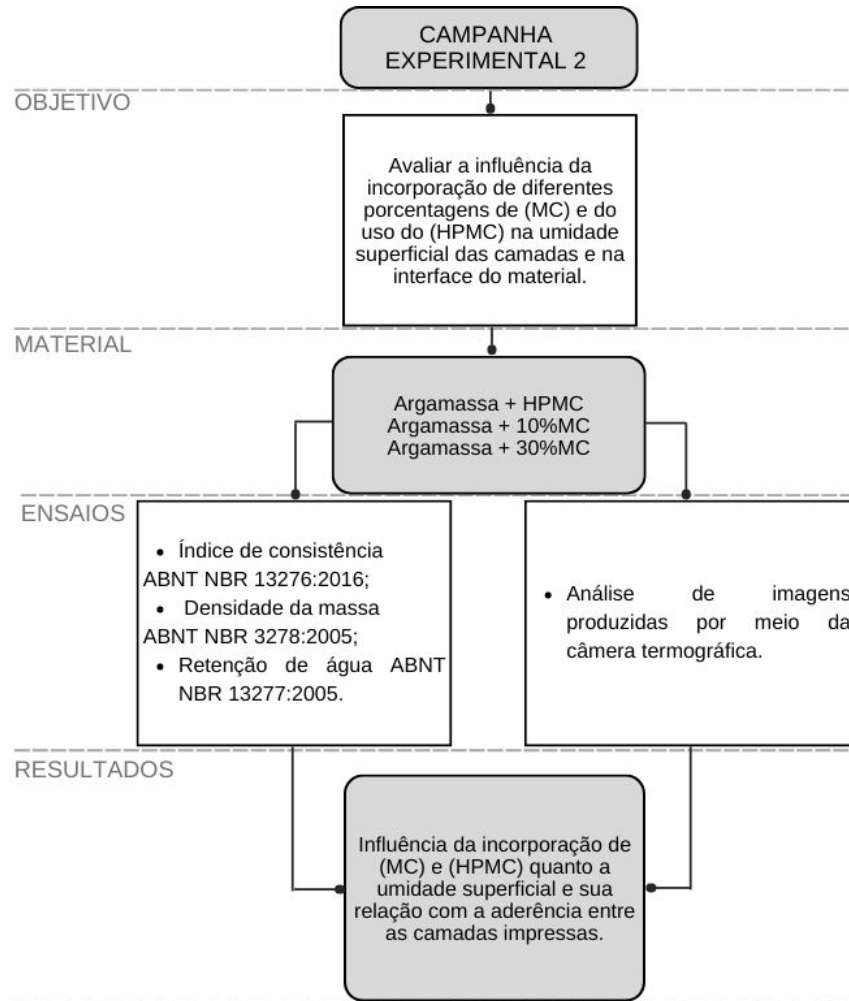 CAMPANHA
EXPERIMENTAL 2
OBJETIVO
Avaliar a influência da
incorporação de diferentes
porcentagens de (MC) e do
uso do (HPMC) na umidade
superficial das camadas e na
interface do material.
MATERIAL
Argamassa + HPMC
Argamassa + 10%MC
Argamassa + 30%MC
ENSAIOS
• Índice de consistência
ABNT NBR 13276:2016;
• Densidade da massa
ABNT NBR 3278:2005;
• Retenção de água ABNT
NBR 13277:2005.
• Análise de imagens
produzidas por meio da
câmera termográfica.
RESULTADOS
Influência da incorporação de
(MC) e (HPMC) quanto a
umidade superficial e sua
relação com a aderência entre
as camadas impressas.